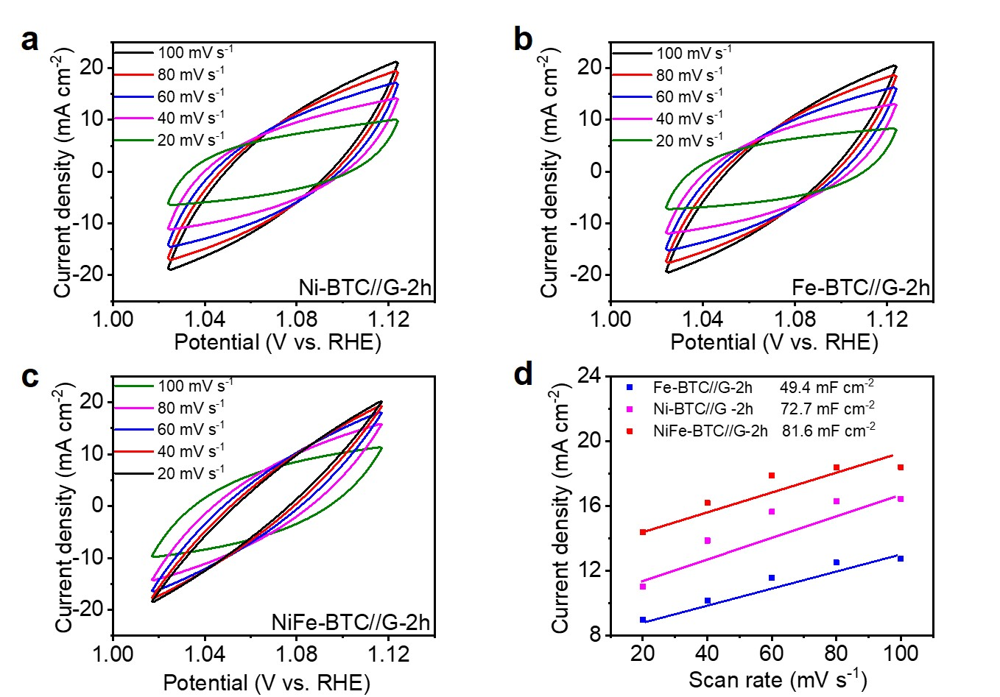 a
100 mV s⁻¹
80 mV s⁻¹
60 mV s⁻¹
40 mV s⁻¹
20 mV s⁻¹
20
10
0
-10
-20
Current density (mA cm⁻²)
Ni-BTC//G-2h
1.00 1.04 1.08 1.12
Potential (V vs. RHE)
b
100 mV s⁻¹
80 mV s⁻¹
60 mV s⁻¹
40 mV s⁻¹
20 mV s⁻¹
20
10
0
-10
-20
Current density (mA cm⁻²)
Fe-BTC//G-2h
1.00 1.04 1.08 1.12
Potential (V vs. RHE)
c
100 mV s⁻¹
80 mV s⁻¹
60 mV s⁻¹
40 mV s⁻¹
20 mV s⁻¹
20
10
0
-10
-20
Current density (mA cm⁻²)
NiFe-BTC//G-2h
1.00 1.04 1.08 1.12
Potential (V vs. RHE)
d
Fe-BTC//G-2h 49.4 mF cm⁻²
Ni-BTC//G -2h 72.7 mF cm⁻²
NiFe-BTC//G-2h 81.6 mF cm⁻²
24
20
16
12
8
Current density (mA cm⁻²)
20 40 60 80 100
Scan rate (mV s⁻¹)